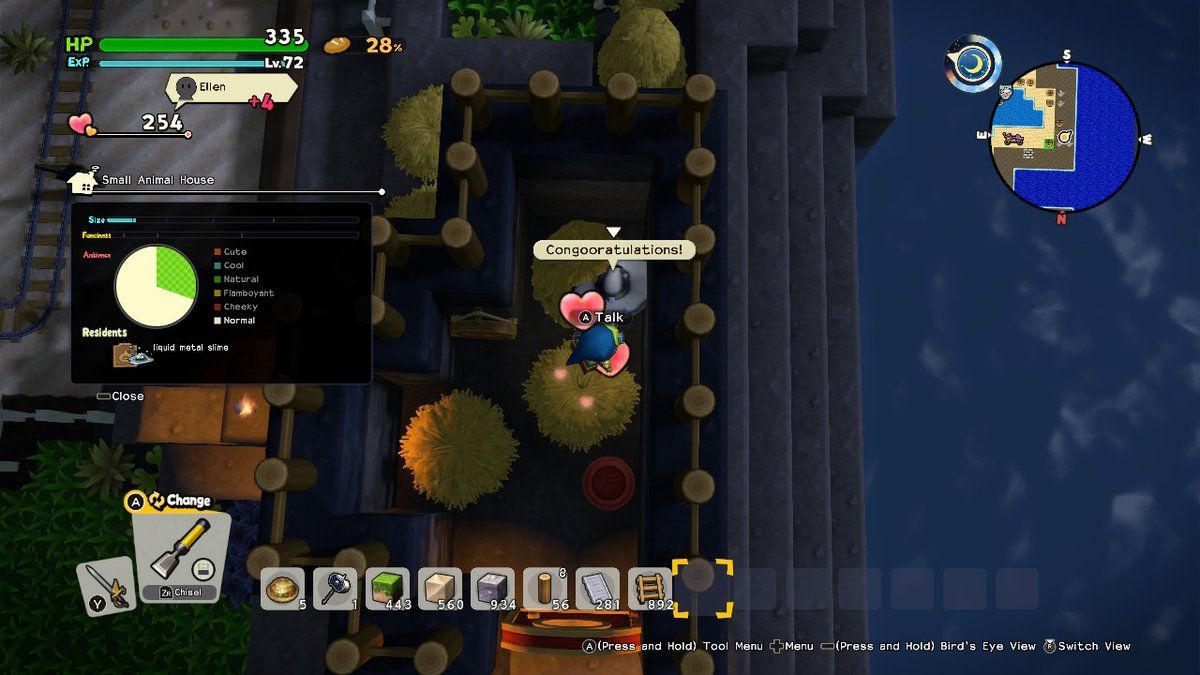 HP 335 28%
Exp. Lv.72
Ellen
+4
254
S
E W
N
Small Animal House
Size
Fanciness
Ambience
Cute
Cool
Natural
Flamboyant
Cheeky
Normal
Residents
liquid metal slime
Close
Congooratulations!
A Talk
A Change
ZR Chisel
Y
5 1 443 560 934 8 56 281 892
A(Press and Hold) Tool Menu Menu (Press and Hold) Bird's Eye View R Switch View